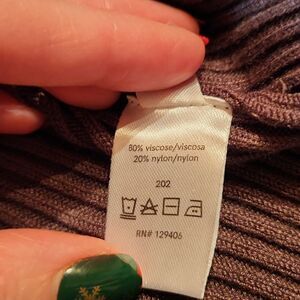 80% viscose/viscosa
20% nylon/nylon
202
RN# 129406